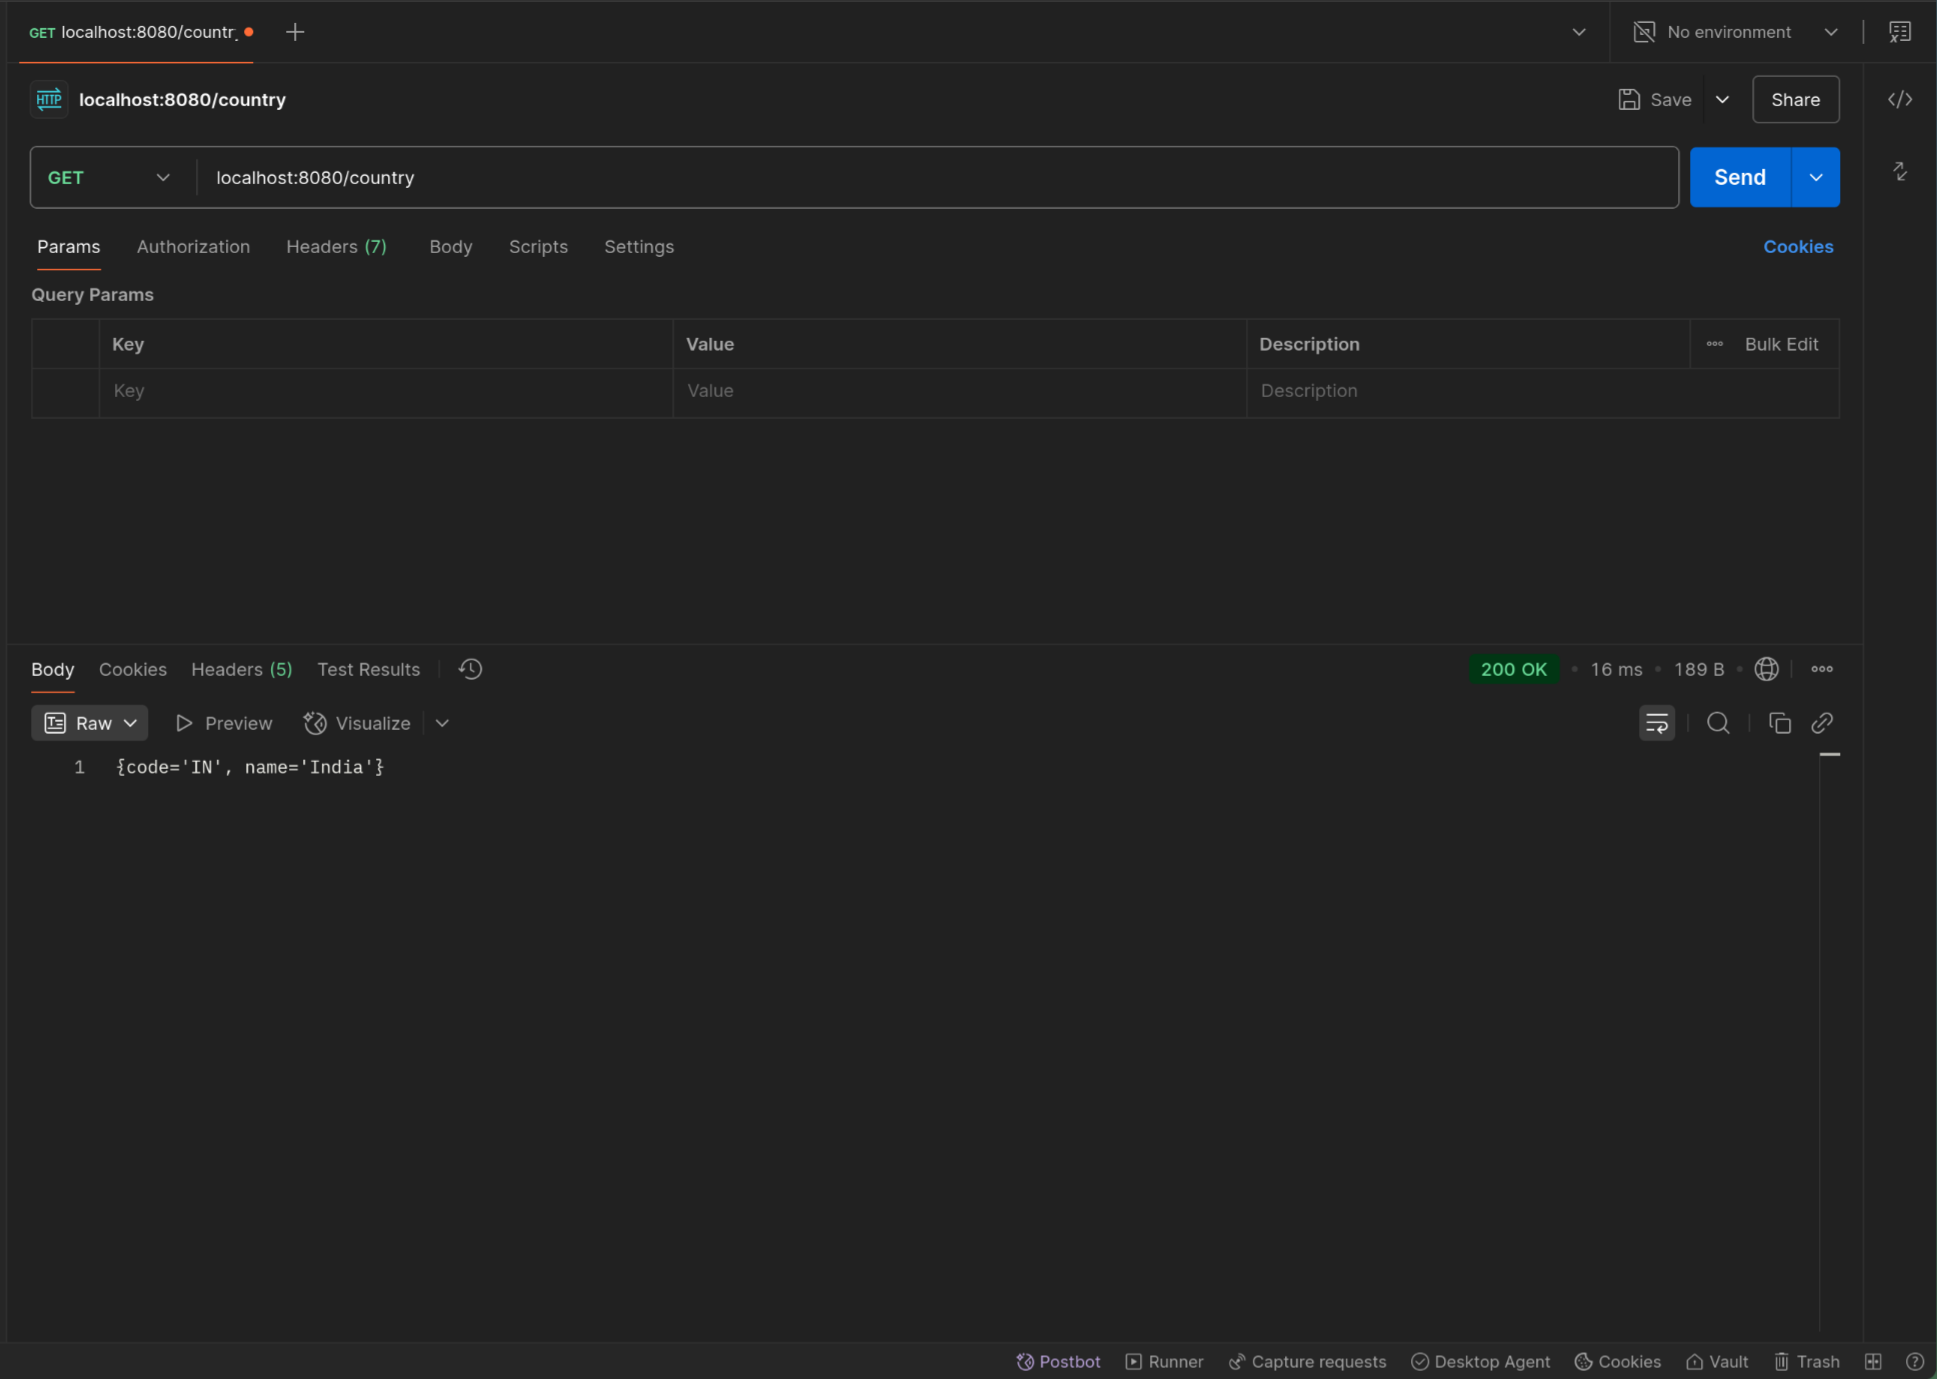 GET localhost:8080/countr
No environment
HTTP localhost:8080/country
Save
Share
GET localhost:8080/country
Send
Params Authorization Headers (7) Body Scripts Settings Cookies
Query Params
Key Value Description Bulk Edit
Key Value Description
Body Cookies Headers (5) Test Results 200 OK • 16 ms • 189 B •
Raw Preview Visualize
1 {code='IN', name='India'}
Postbot Runner Capture requests Desktop Agent Cookies Vault Trash